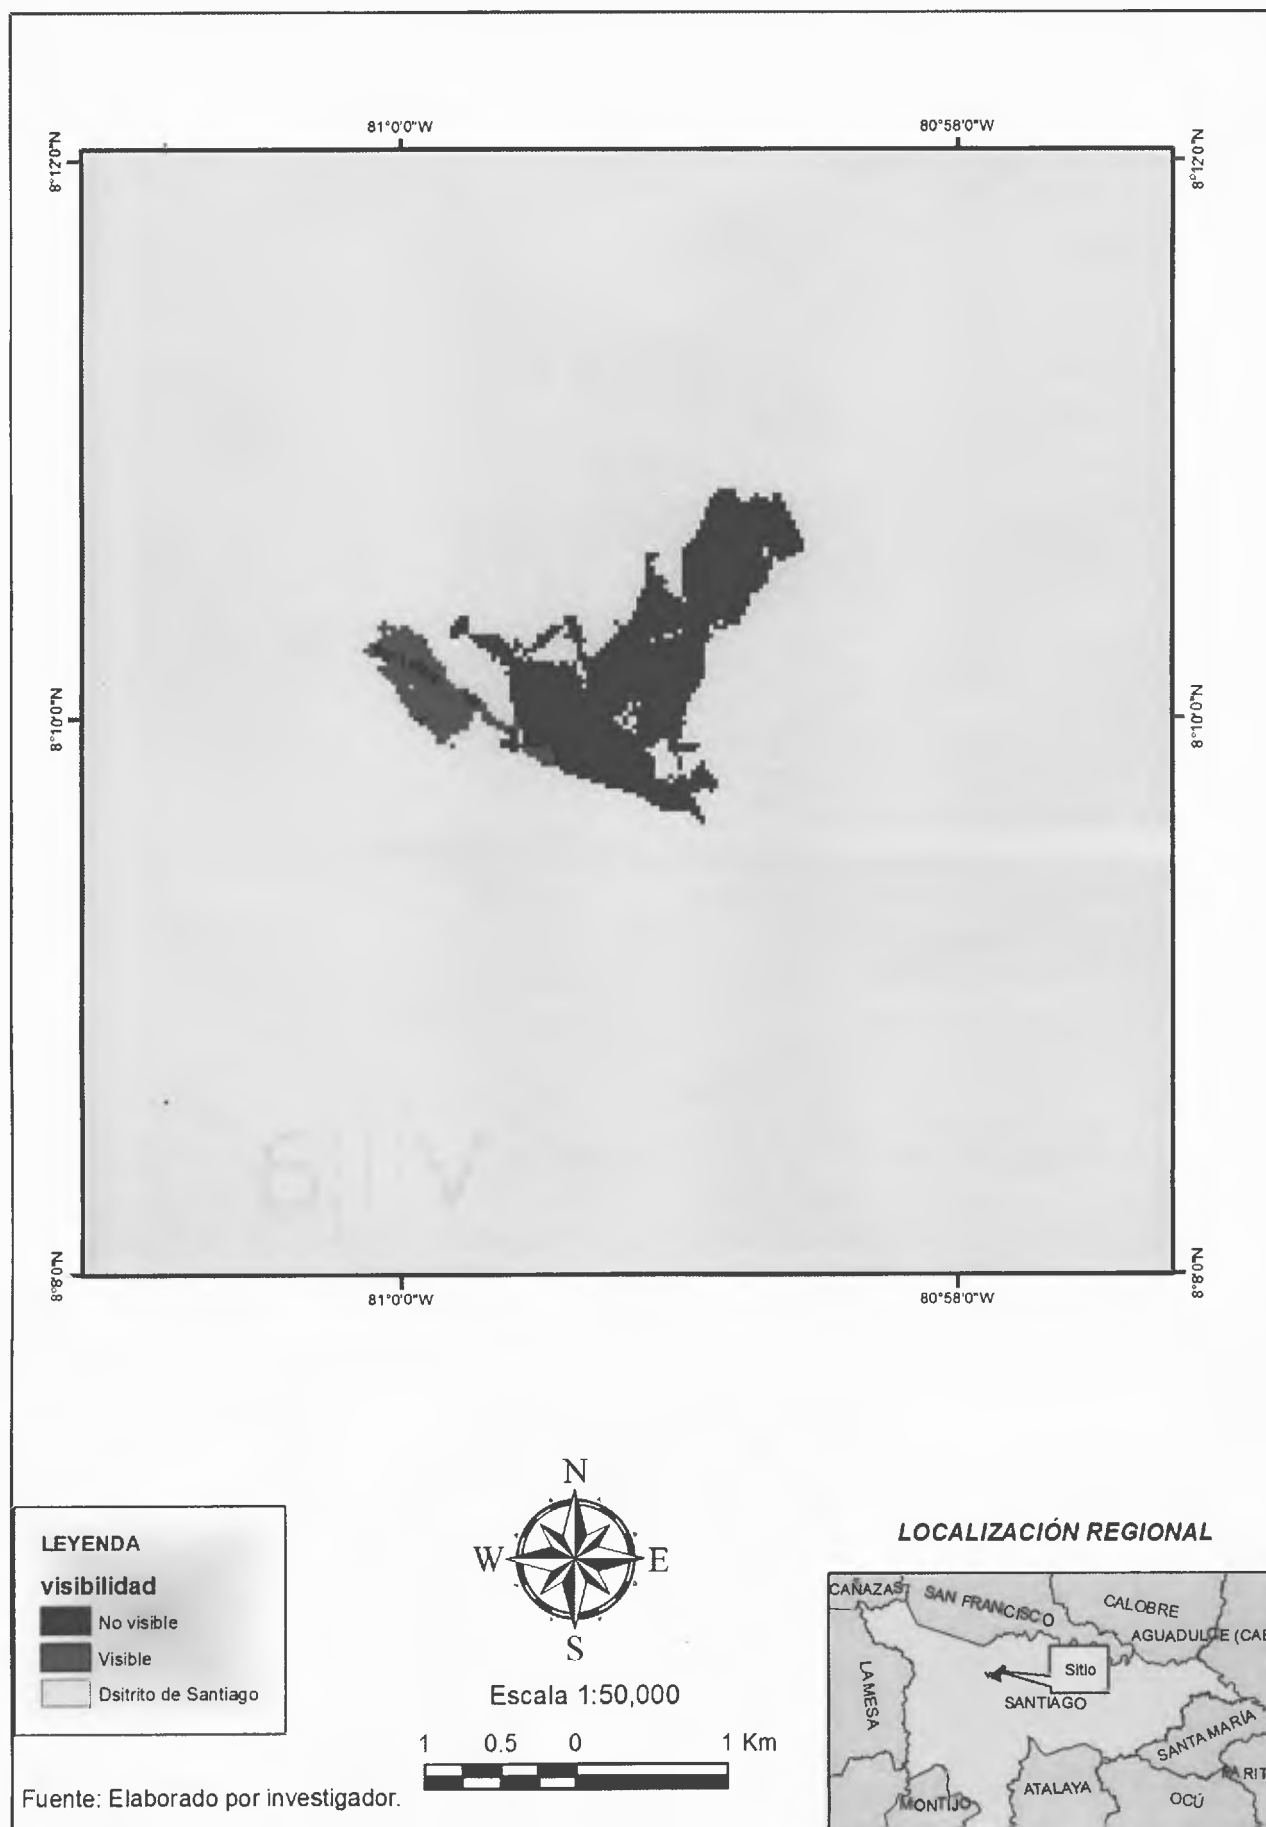 81°0'0"W
80°58'0"W
8°12'0"N
8°12'0"N
8°10'0"N
8°10'0"N
8°8'0"N
8°8'0"N
81°0'0"W
80°58'0"W
LEYENDA
visibilidad
No visible
Visible
Dsitrito de Santiago
N
W
E
S
Escala 1:50,000
1 0.5 0 1 Km
Fuente: Elaborado por investigador.
LOCALIZACIÓN REGIONAL
CAÑAZAS
SAN FRANCISCO
CALOBRE
AGUADULCE (CAB
LA MESA
Sitio
SANTIAGO
SANTA MARÍA
PARIT
MONTIJO
ATALAYA
OCÚ